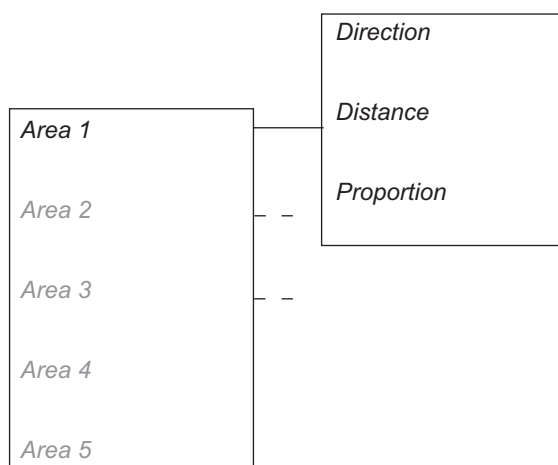 Direction
Distance
Proportion
Area 1
Area 2
Area 3
Area 4
Area 5